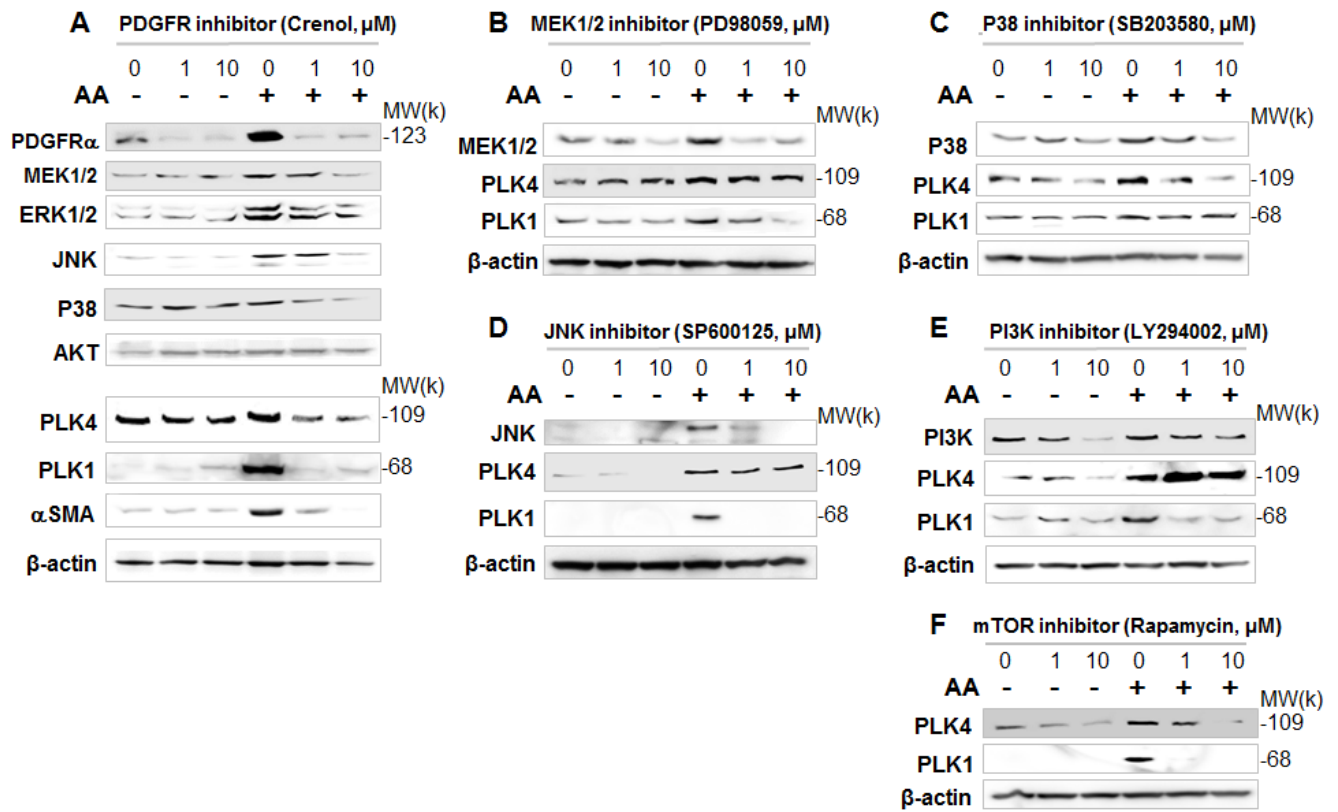 A PDGFR inhibitor (Crenol, µM)
0 1 10 0 1 10
AA - - - + + +
MW(k)
PDGFRα -123
MEK1/2
ERK1/2
JNK
P38
AKT
MW(k)
PLK4 -109
PLK1 -68
αSMA
β-actin
B MEK1/2 inhibitor (PD98059, µM)
0 1 10 0 1 10
AA - - - + + +
MW(k)
MEK1/2
PLK4 -109
PLK1 -68
β-actin
C P38 inhibitor (SB203580, µM)
0 1 10 0 1 10
AA - - - + + +
MW(k)
P38
PLK4 -109
PLK1 -68
β-actin
D JNK inhibitor (SP600125, µM)
0 1 10 0 1 10
AA - - - + + +
MW(k)
JNK
PLK4 -109
PLK1 -68
β-actin
E PI3K inhibitor (LY294002, µM)
0 1 10 0 1 10
AA - - - + + +
MW(k)
PI3K
PLK4 -109
PLK1 -68
β-actin
F mTOR inhibitor (Rapamycin, µM)
0 1 10 0 1 10
AA - - - + + +
MW(k)
PLK4 -109
PLK1 -68
β-actin